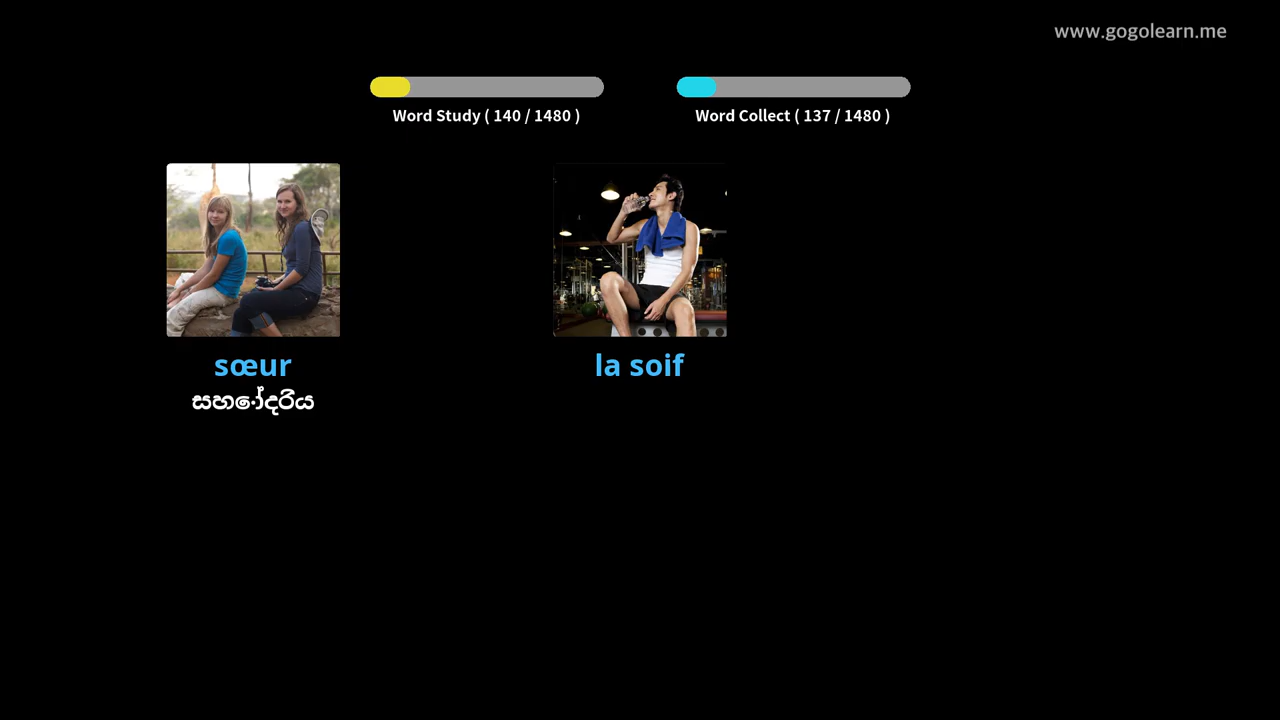 www.gogolearn.me
Word Study ( 140 / 1480 )
Word Collect ( 137 / 1480 )
sœur
la soif
සහෝදරිය